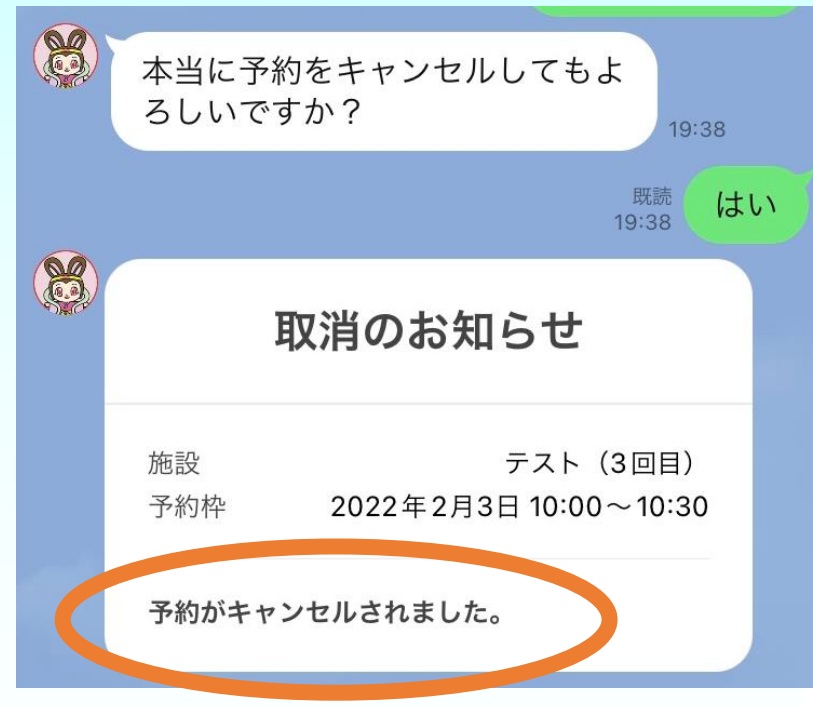 本当に予約をキャンセルしてもよ
ろしいですか?
19:38
既読
19:38
はい
取消のお知らせ
施設 テスト（3回目）
予約枠 2022年2月3日 10:00～10:30
予約がキャンセルされました。